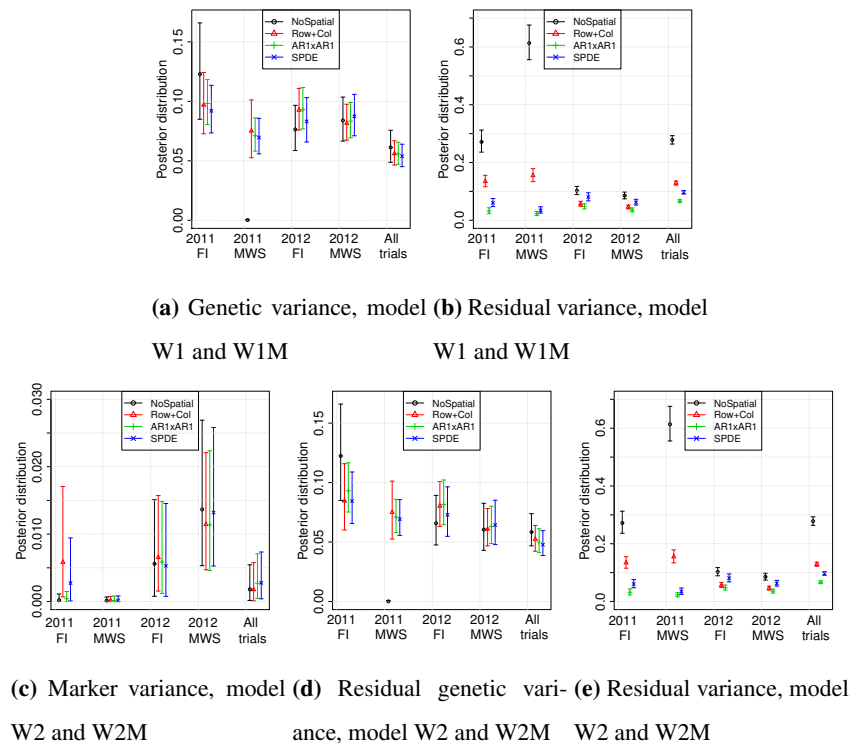 NoSpatial
Row+Col
AR1xAR1
SPDE
Posterior distribution
0.00 0.05 0.10 0.15
2011 FI
2011 MWS
2012 FI
2012 MWS
All trials
NoSpatial
Row+Col
AR1xAR1
SPDE
Posterior distribution
0.0 0.2 0.4 0.6
2011 FI
2011 MWS
2012 FI
2012 MWS
All trials
(a) Genetic variance, model
W1 and W1M
(b) Residual variance, model
W1 and W1M
NoSpatial
Row+Col
AR1xAR1
SPDE
Posterior distribution
0.000 0.010 0.020 0.030
2011 FI
2011 MWS
2012 FI
2012 MWS
All trials
NoSpatial
Row+Col
AR1xAR1
SPDE
Posterior distribution
0.00 0.05 0.10 0.15
2011 FI
2011 MWS
2012 FI
2012 MWS
All trials
NoSpatial
Row+Col
AR1xAR1
SPDE
Posterior distribution
0.0 0.2 0.4 0.6
2011 FI
2011 MWS
2012 FI
2012 MWS
All trials
(c) Marker variance, model
W2 and W2M
(d) Residual genetic vari-
ance, model W2 and W2M
(e) Residual variance, model
W2 and W2M